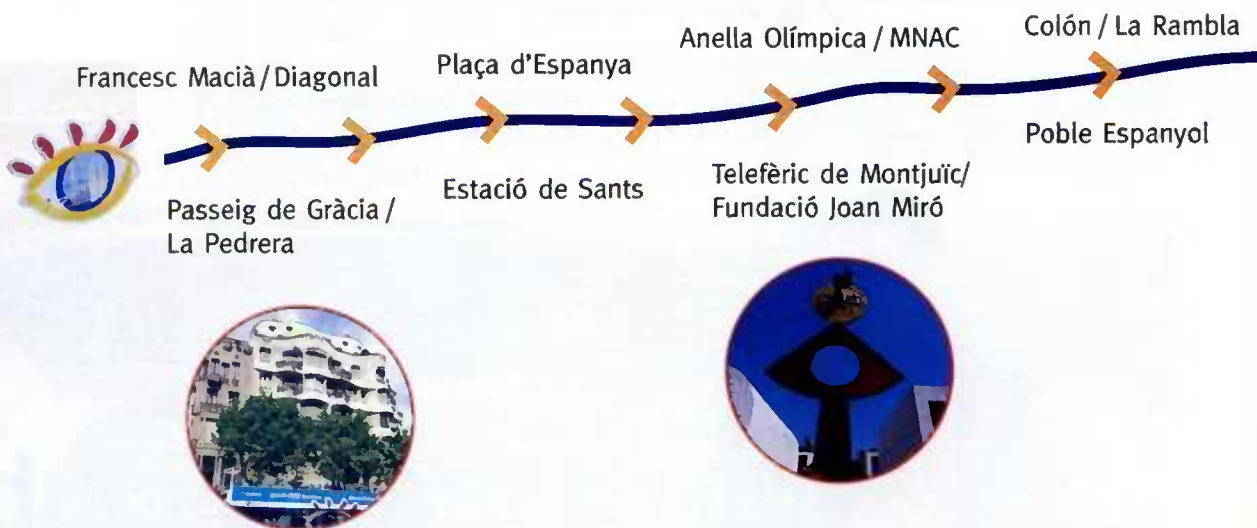 Francesc Macià / Diagonal
Plaça d'Espanya
Anella Olímpica / MNAC
Colón / La Rambla
Passeig de Gràcia /
La Pedrera
Estació de Sants
Telefèric de Montjuïc/
Fundació Joan Miró
Poble Espanyol